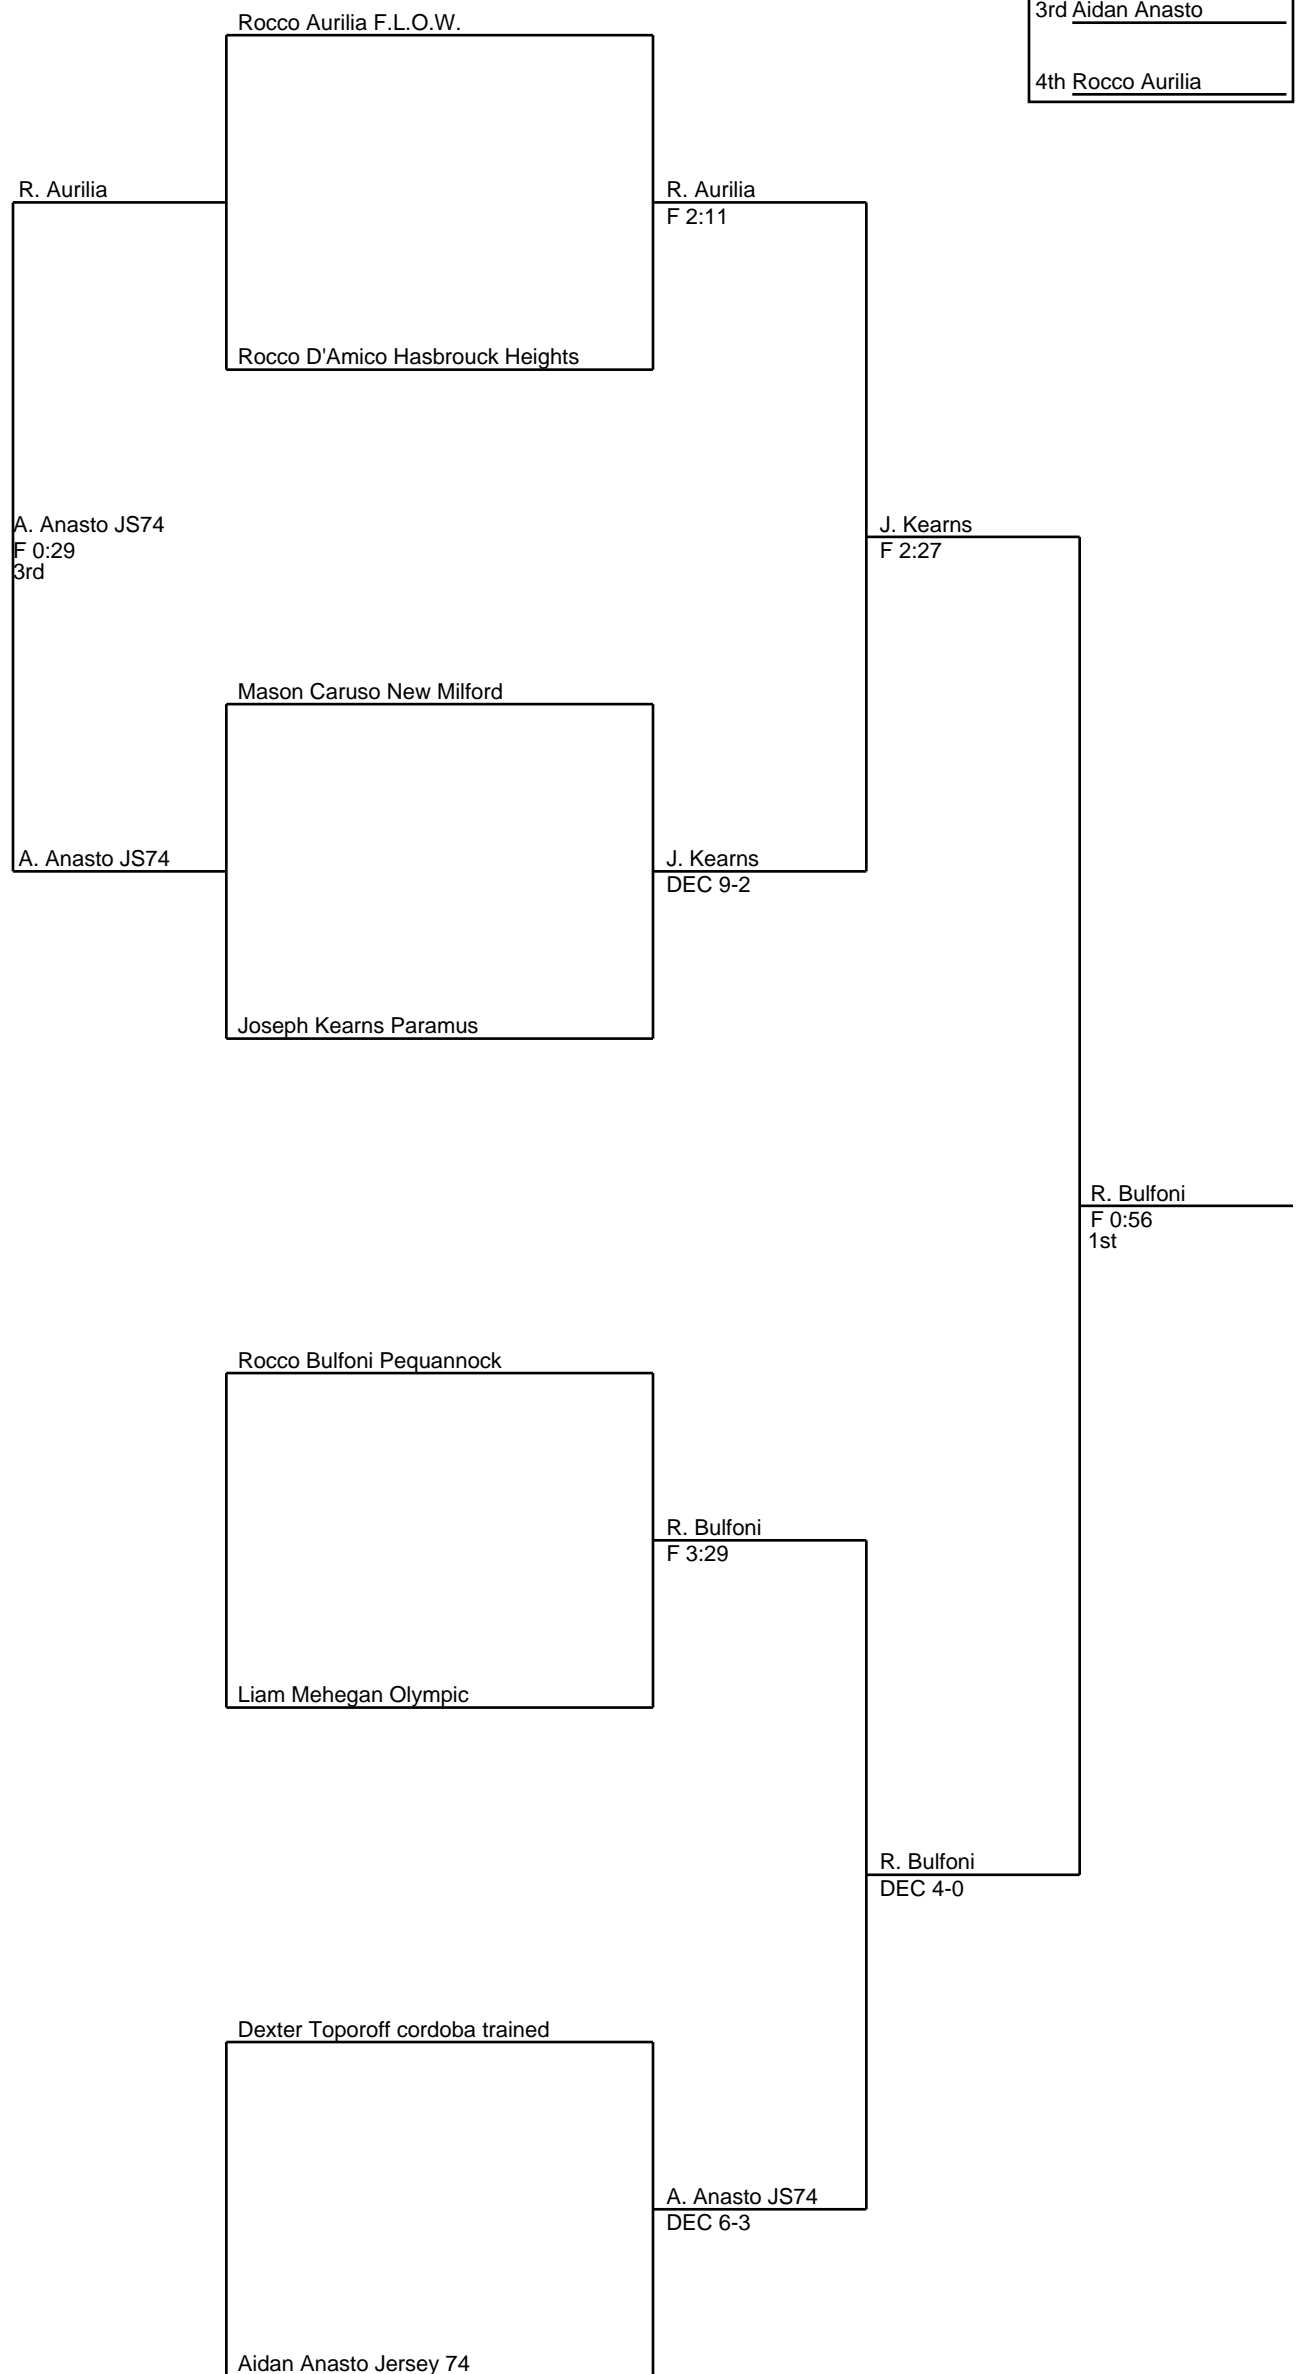 3rd Aidan Anasto
Rocco Aurilia F.L.O.W.
4th Rocco Aurilia
R. Aurilia
R. Aurilia
F 2:11
Rocco D'Amico Hasbrouck Heights
A. Anasto JS74
F 0:29
3rd
J. Kearns
F 2:27
Mason Caruso New Milford
A. Anasto JS74
J. Kearns
DEC 9-2
Joseph Kearns Paramus
R. Bulfoni
F 0:56
1st
Rocco Bulfoni Pequannock
R. Bulfoni
F 3:29
Liam Mehegan Olympic
R. Bulfoni
DEC 4-0
Dexter Toporoff cordoba trained
A. Anasto JS74
DEC 6-3
Aidan Anasto Jersey 74